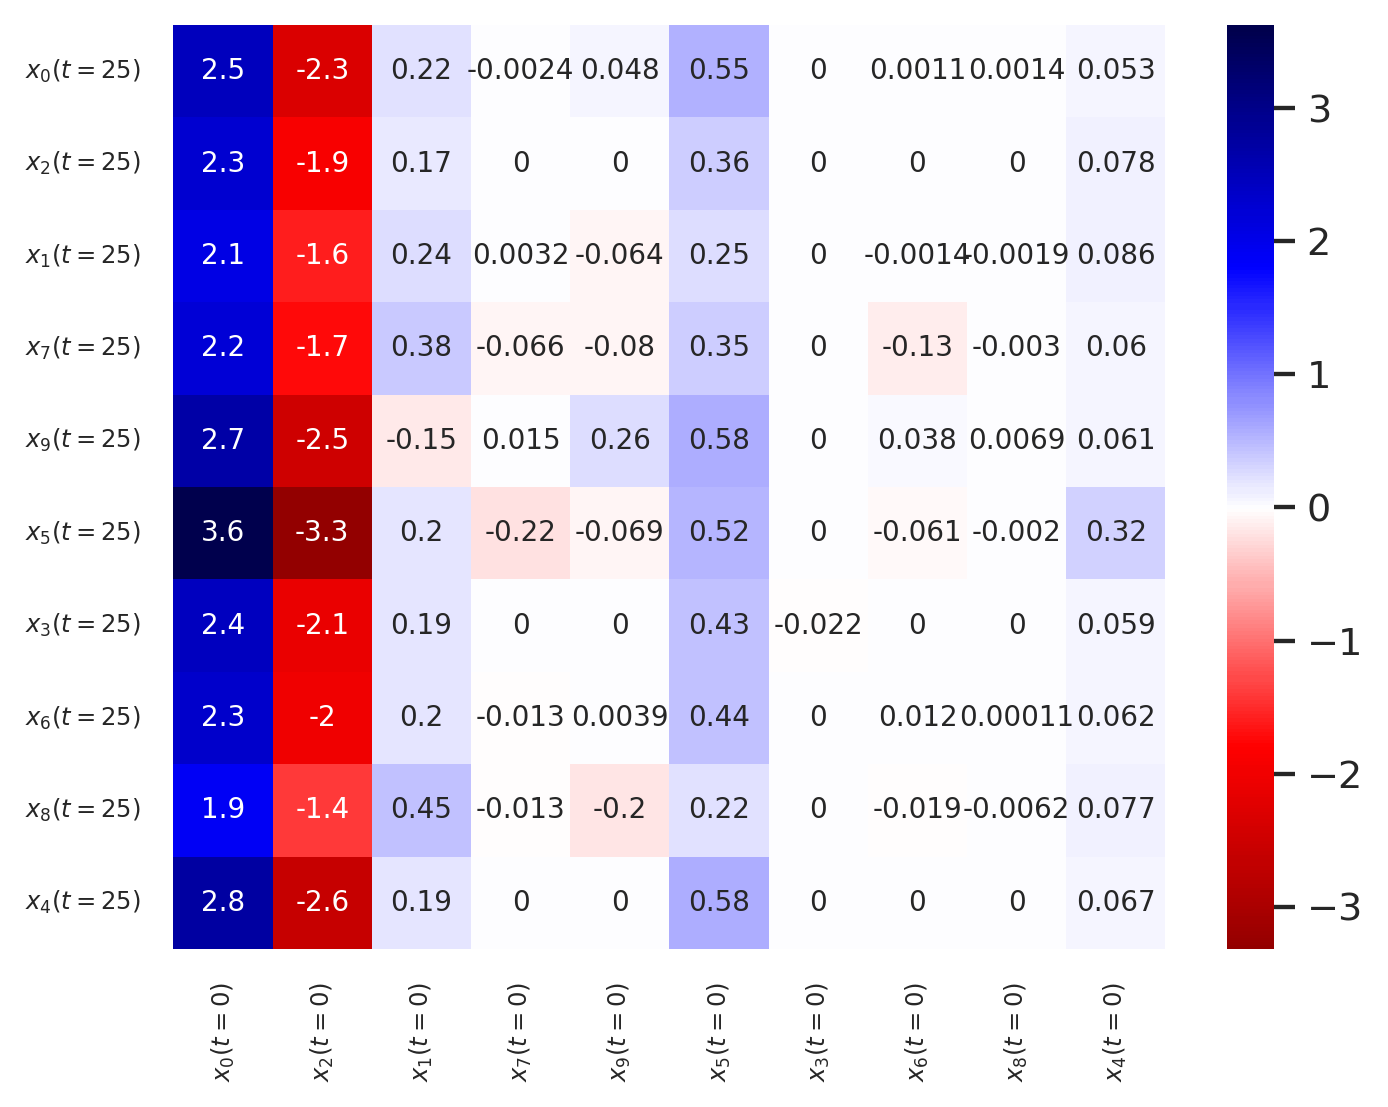 x₀(t = 25) 2.5 -2.3 0.22 -0.0024 0.048 0.55 0 0.0011 0.0014 0.053
x₂(t = 25) 2.3 -1.9 0.17 0 0 0.36 0 0 0 0.078
x₁(t = 25) 2.1 -1.6 0.24 0.0032 -0.064 0.25 0 -0.0014 -0.0019 0.086
x₇(t = 25) 2.2 -1.7 0.38 -0.066 -0.08 0.35 0 -0.13 -0.003 0.06
x₉(t = 25) 2.7 -2.5 -0.15 0.015 0.26 0.58 0 0.038 0.0069 0.061
x₅(t = 25) 3.6 -3.3 0.2 -0.22 -0.069 0.52 0 -0.061 -0.002 0.32
x₃(t = 25) 2.4 -2.1 0.19 0 0 0.43 -0.022 0 0 0.059
x₆(t = 25) 2.3 -2 0.2 -0.013 0.0039 0.44 0 0.012 0.00011 0.062
x₈(t = 25) 1.9 -1.4 0.45 -0.013 -0.2 0.22 0 -0.019 -0.0062 0.077
x₄(t = 25) 2.8 -2.6 0.19 0 0 0.58 0 0 0 0.067
x₀(t = 0) x₂(t = 0) x₁(t = 0) x₇(t = 0) x₉(t = 0) x₅(t = 0) x₃(t = 0) x₆(t = 0) x₈(t = 0) x₄(t = 0)
3
2
1
0
−1
−2
−3